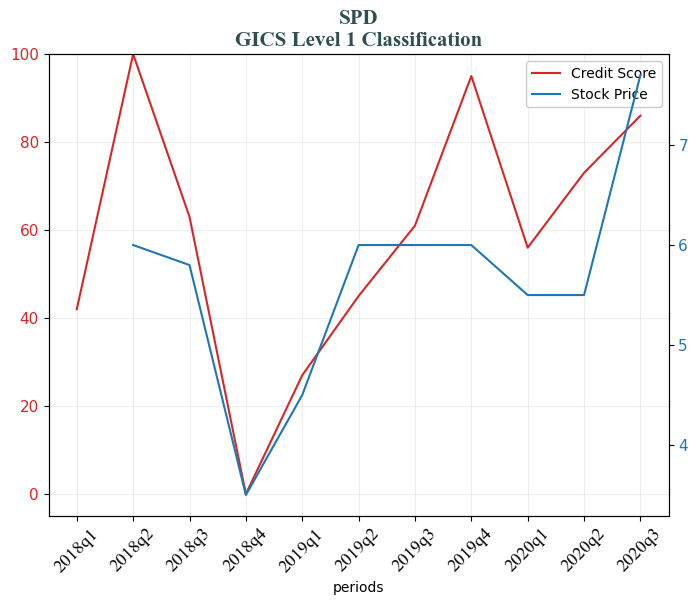 SPD
GICS Level 1 Classification
Credit Score
Stock Price
100
80
60
40
20
0
7
6
5
4
2018q1
2018q2
2018q3
2018q4
2019q1
2019q2
2019q3
2019q4
2020q1
2020q2
2020q3
periods